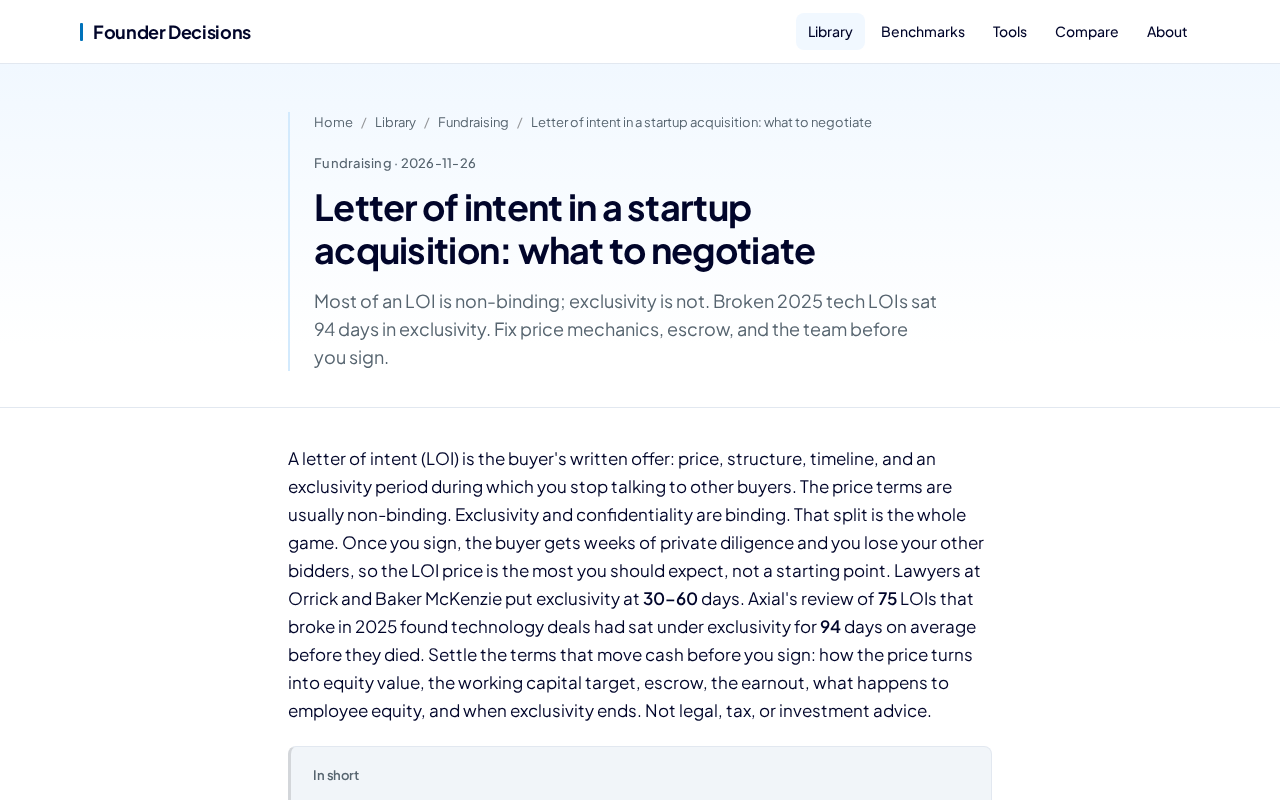 Founder Decisions
Library
Benchmarks
Tools
Compare
About
Home / Library / Fundraising / Letter of intent in a startup acquisition: what to negotiate
Fundraising · 2026-11-26
Letter of intent in a startup
acquisition: what to negotiate
Most of an LOI is non-binding; exclusivity is not. Broken 2025 tech LOIs sat
94 days in exclusivity. Fix price mechanics, escrow, and the team before
you sign.
A letter of intent (LOI) is the buyer's written offer: price, structure, timeline, and an
exclusivity period during which you stop talking to other buyers. The price terms are
usually non-binding. Exclusivity and confidentiality are binding. That split is the whole
game. Once you sign, the buyer gets weeks of private diligence and you lose your other
bidders, so the LOI price is the most you should expect, not a starting point. Lawyers at
Orrick and Baker McKenzie put exclusivity at 30–60 days. Axial's review of 75 LOIs that
broke in 2025 found technology deals had sat under exclusivity for 94 days on average
before they died. Settle the terms that move cash before you sign: how the price turns
into equity value, the working capital target, escrow, the earnout, what happens to
employee equity, and when exclusivity ends. Not legal, tax, or investment advice.
In short